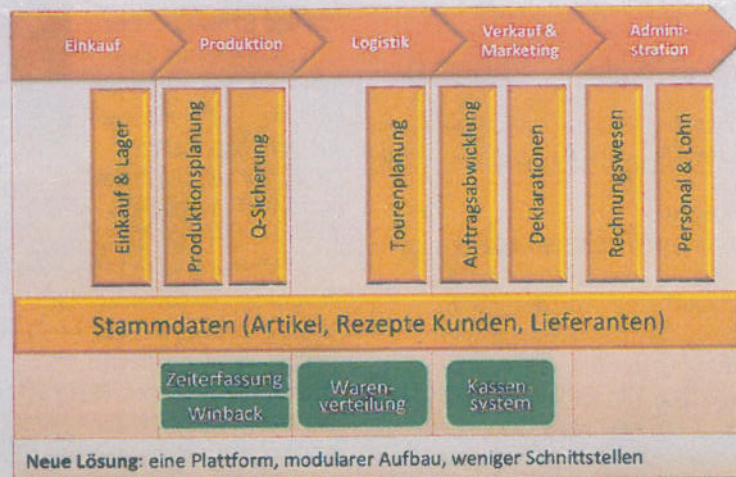 Einkauf
Produktion
Logistik
Verkauf &
Marketing
Admini-
stration
Einkauf & Lager
Produktionsplanung
Q-Sicherung
Tourenplanung
Auftragsabwicklung
Deklarationen
Rechnungswesen
Personal & Lohn
Stammdaten (Artikel, Rezepte Kunden, Lieferanten)
Zeiterfassung
Winback
Waren-
verteilung
Kassen-
system
Neue Lösung: eine Plattform, modularer Aufbau, weniger Schnittstellen